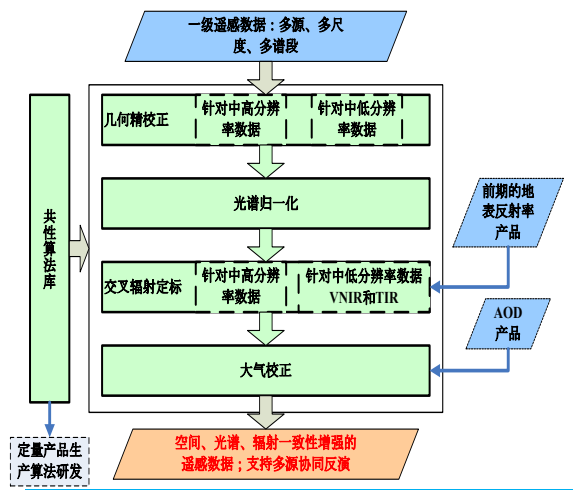 一级遥感数据：多源、多尺
度、多谱段
几何精校正
针对中高分辨
率数据
针对中低分辨
率数据
光谱归一化
共性算法库
前期的地
表反射率
产品
交叉辐射定标
针对中高分辨
率数据
针对中低分辨率数据
VNIR和TIR
AOD
产品
大气校正
空间、光谱、辐射一致性增强的
遥感数据；支持多源协同反演
定量产品生
产算法研发